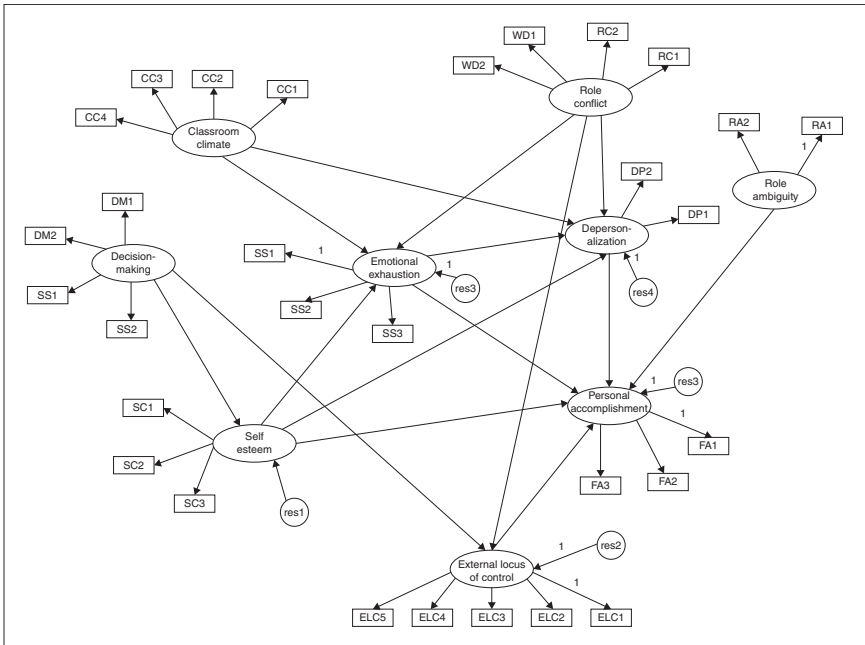 WD1
RC2
WD2
RC1
Role
conflict
CC3
CC2
CC1
CC4
Classroom
climate
RA2
RA1
1
Role
ambiguity
DM1
DM2
Decision-
making
SS1
SS2
DP2
DP1
Deperson-
alization
1
res4
SS1
1
Emotional
exhaustion
1
res3
SS2
SS3
SC1
SC2
SC3
Self
esteem
res1
Personal
accomplishment
1
res3
1
FA1
FA2
FA3
External locus
of control
1
res2
1
ELC5
ELC4
ELC3
ELC2
ELC1